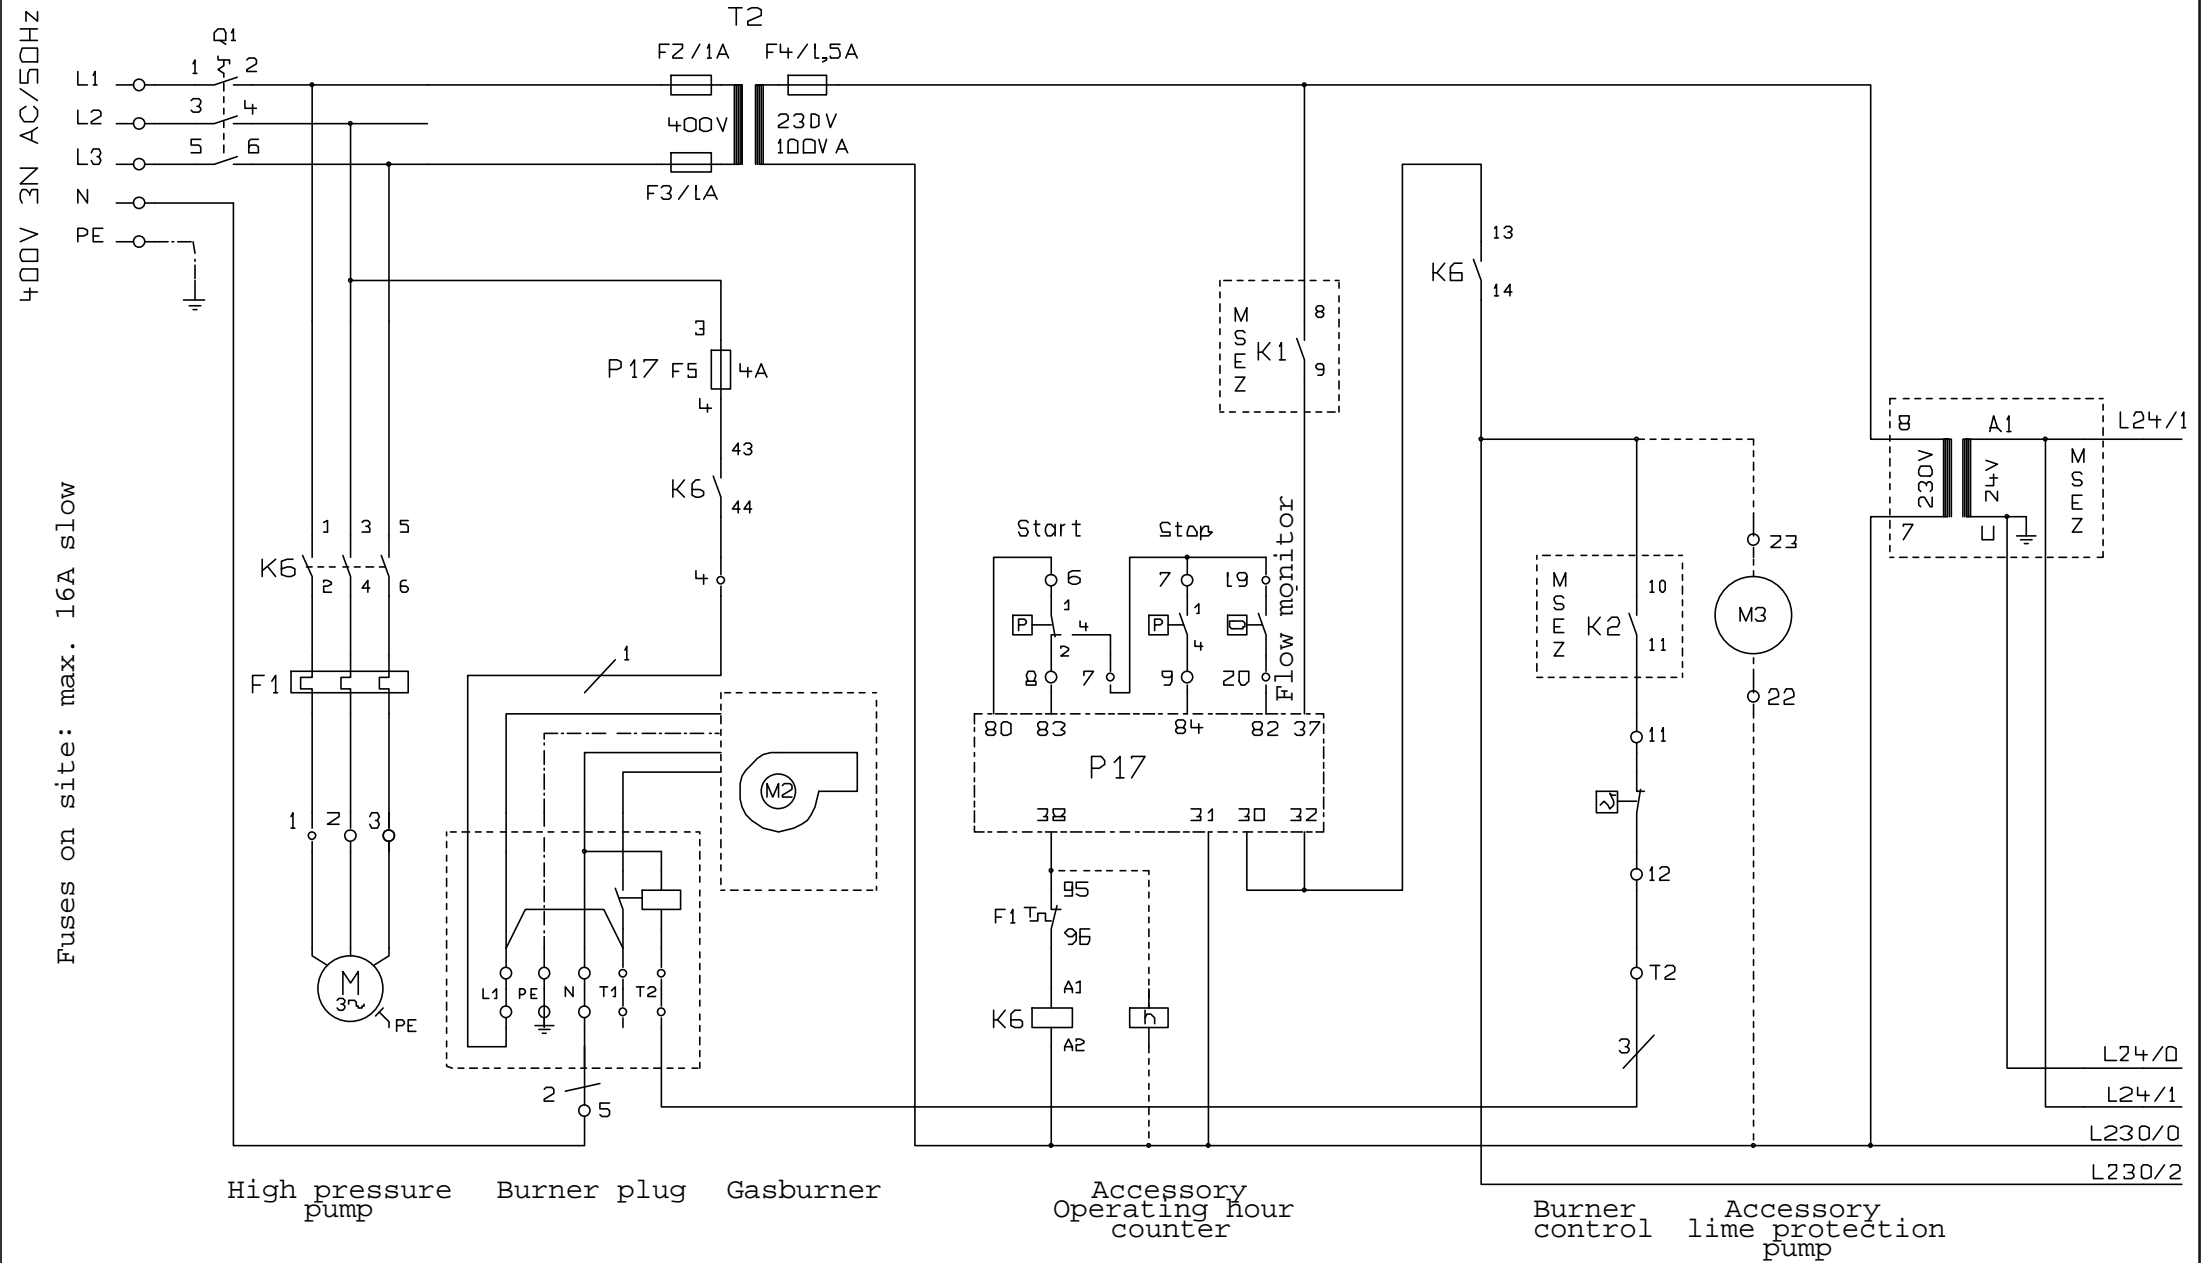 400V 3N AC/50Hz
Fuses on site: max. 16A slow
T2
Q1
F2/1A F4/1,5A
L1 1 2
L2 3 4
L3 5 6
400V 230V
100VA
F3/1A
N
PE
13
K6
14
MSEZ
8
K1
9
3
P17 F5 4A
4
43
K6
44
4
1
8 A1 L24/1
230V 24V
MSEZ
7 0
1 3 5
K6
2 4 6
F1
1 2 3
M
3~
PE
Start Stop
Flow monitor
6 7 19
P 1 4 2
P 1 4
Q
8 7 9 20
80 83 84 82 37
P17
38 31 30 32
95
F1
96
A1
K6 h
A2
MSEZ
10
K2
11
11
12
T2
3
23
M3
22
M2
L1 PE N T1 T2
2
5
L24/0
L24/1
L230/0
L230/2
High pressure
pump
Burner plug
Gasburner
Accessory
Operating hour
counter
Burner
control
Accessory
lime protection
pump